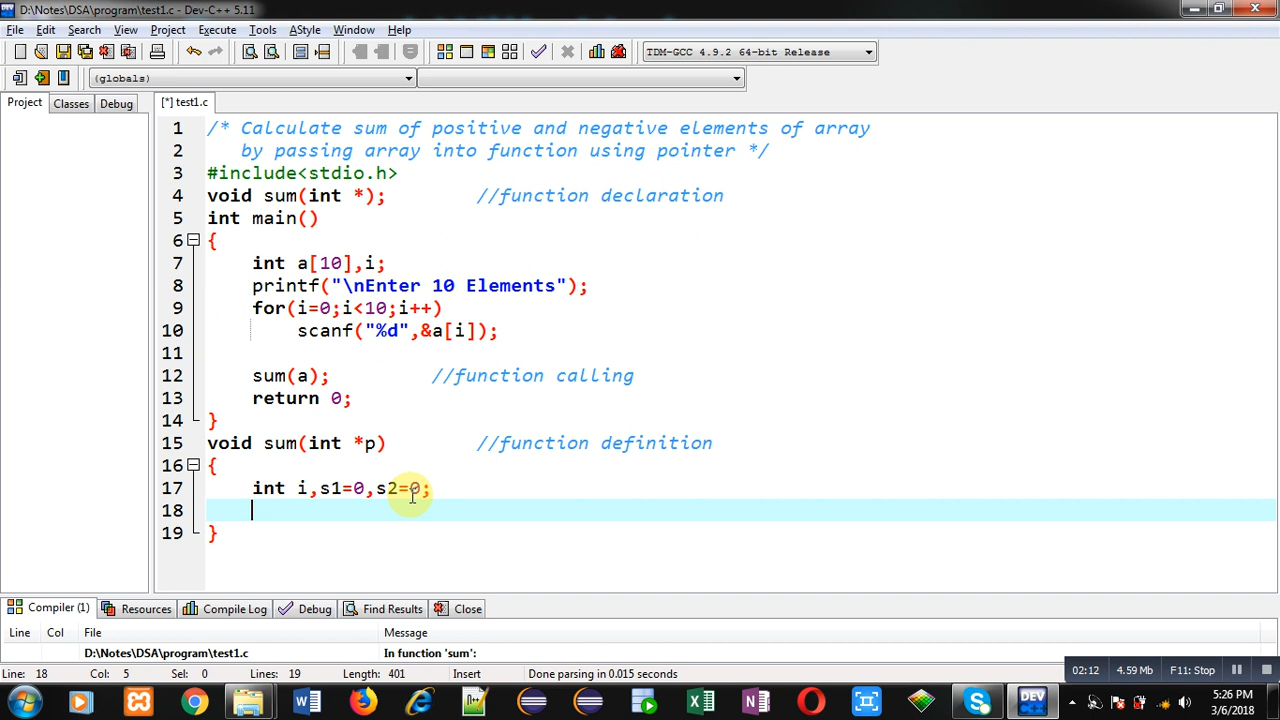 D:\Notes\DSA\program\test1.c - Dev-C++ 5.11
File Edit Search View Project Execute Tools AStyle Window Help
TDM-GCC 4.9.2 64-bit Release
(globals)
Project Classes Debug [*] test1.c
1 /* Calculate sum of positive and negative elements of array
2 by passing array into function using pointer */
3 #include<stdio.h>
4 void sum(int *); //function declaration
5 int main()
6 {
7 int a[10],i;
8 printf("\nEnter 10 Elements");
9 for(i=0;i<10;i++)
10 scanf("%d",&a[i]);
11
12 sum(a); //function calling
13 return 0;
14 }
15 void sum(int *p) //function definition
16 {
17 int i,s1=0,s2=0;
18
19 }
Compiler (1) Resources Compile Log Debug Find Results Close
Line Col File Message
D:\Notes\DSA\program\test1.c In function 'sum':
Line: 18 Col: 5 Sel: 0 Lines: 19 Length: 401 Insert Done parsing in 0.015 seconds
02:12 4.59 Mb F11: Stop
DEV
5:26 PM
3/6/2018